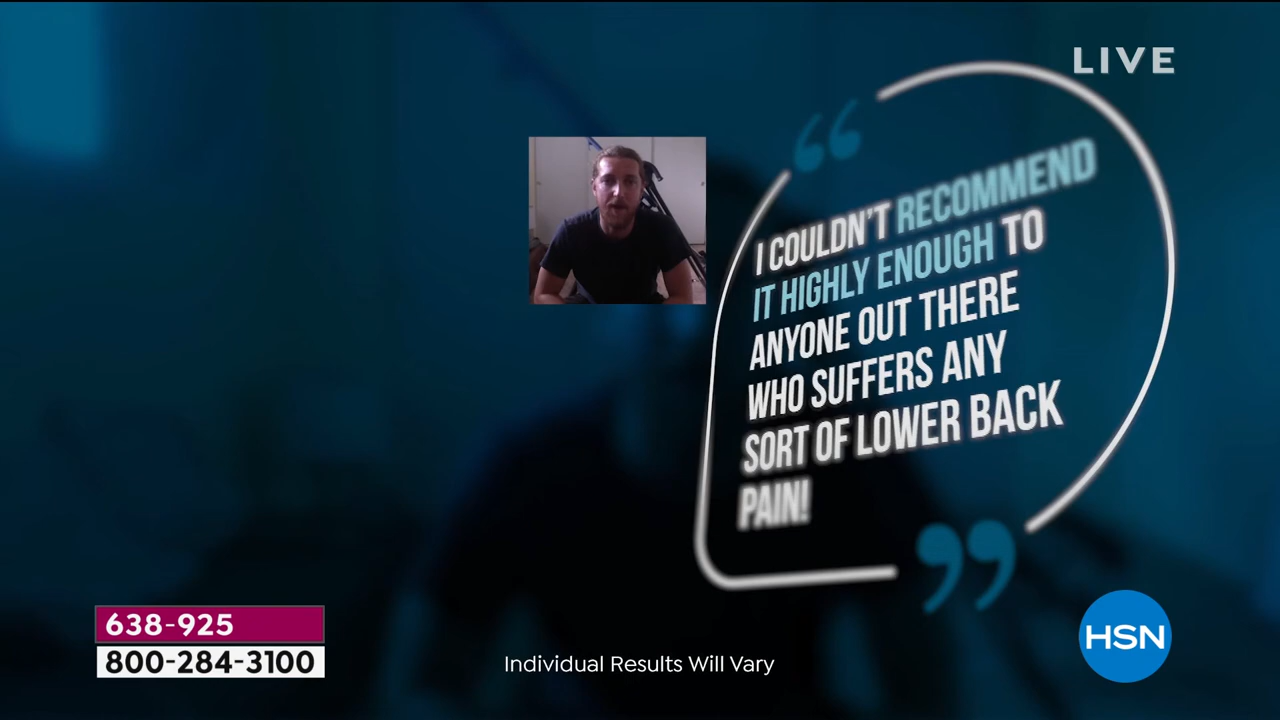 LIVE
“
I COULDN'T RECOMMEND
IT HIGHLY ENOUGH TO
ANYONE OUT THERE
WHO SUFFERS ANY
SORT OF LOWER BACK
PAIN!
”
638-925
800-284-3100
Individual Results Will Vary
HSN